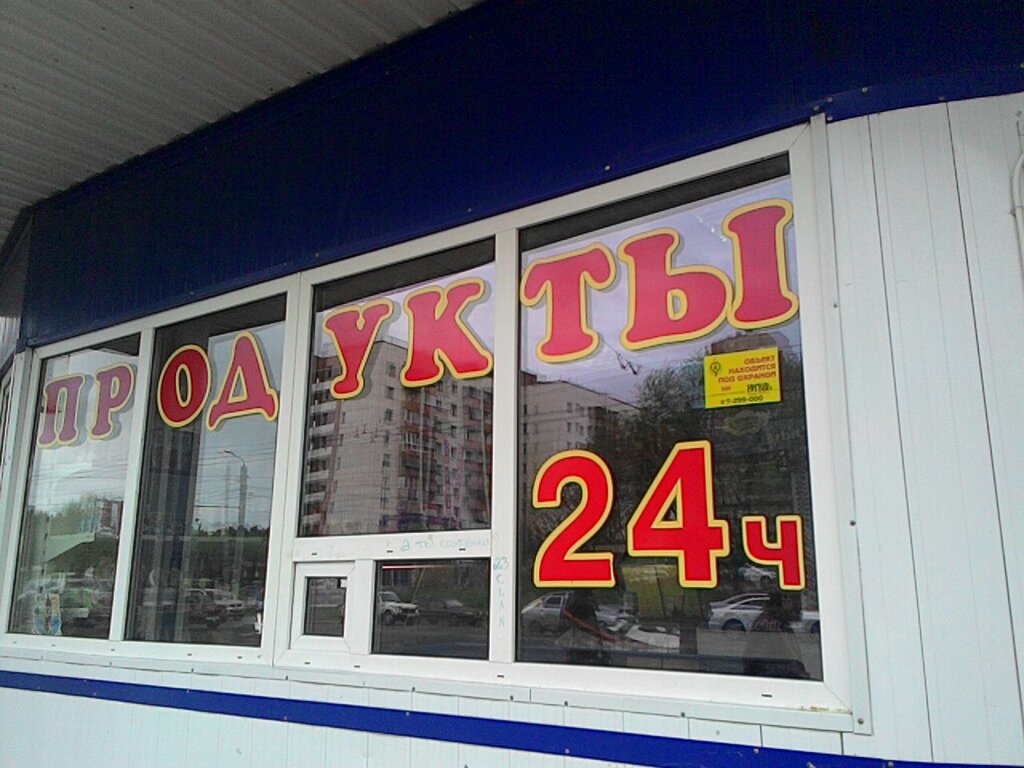 ПРОДУКТЫ
24ч
ОБЪЕКТ
НАХОДИТСЯ
ПОД ОХРАНОЙ